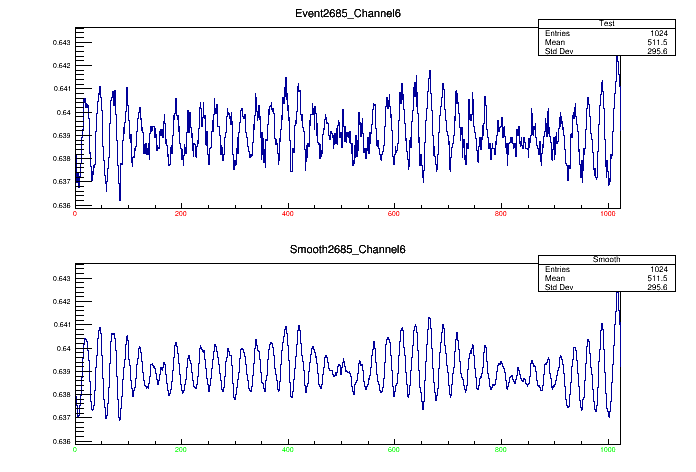 Event2685_Channel6
Test
Entries 1024
Mean 511.5
Std Dev 295.6
0.643
0.642
0.641
0.64
0.639
0.638
0.637
0.636
0 200 400 600 800 1000
Smooth2685_Channel6
Smooth
Entries 1024
Mean 511.5
Std Dev 295.6
0.643
0.642
0.641
0.64
0.639
0.638
0.637
0.636
0 200 400 600 800 1000